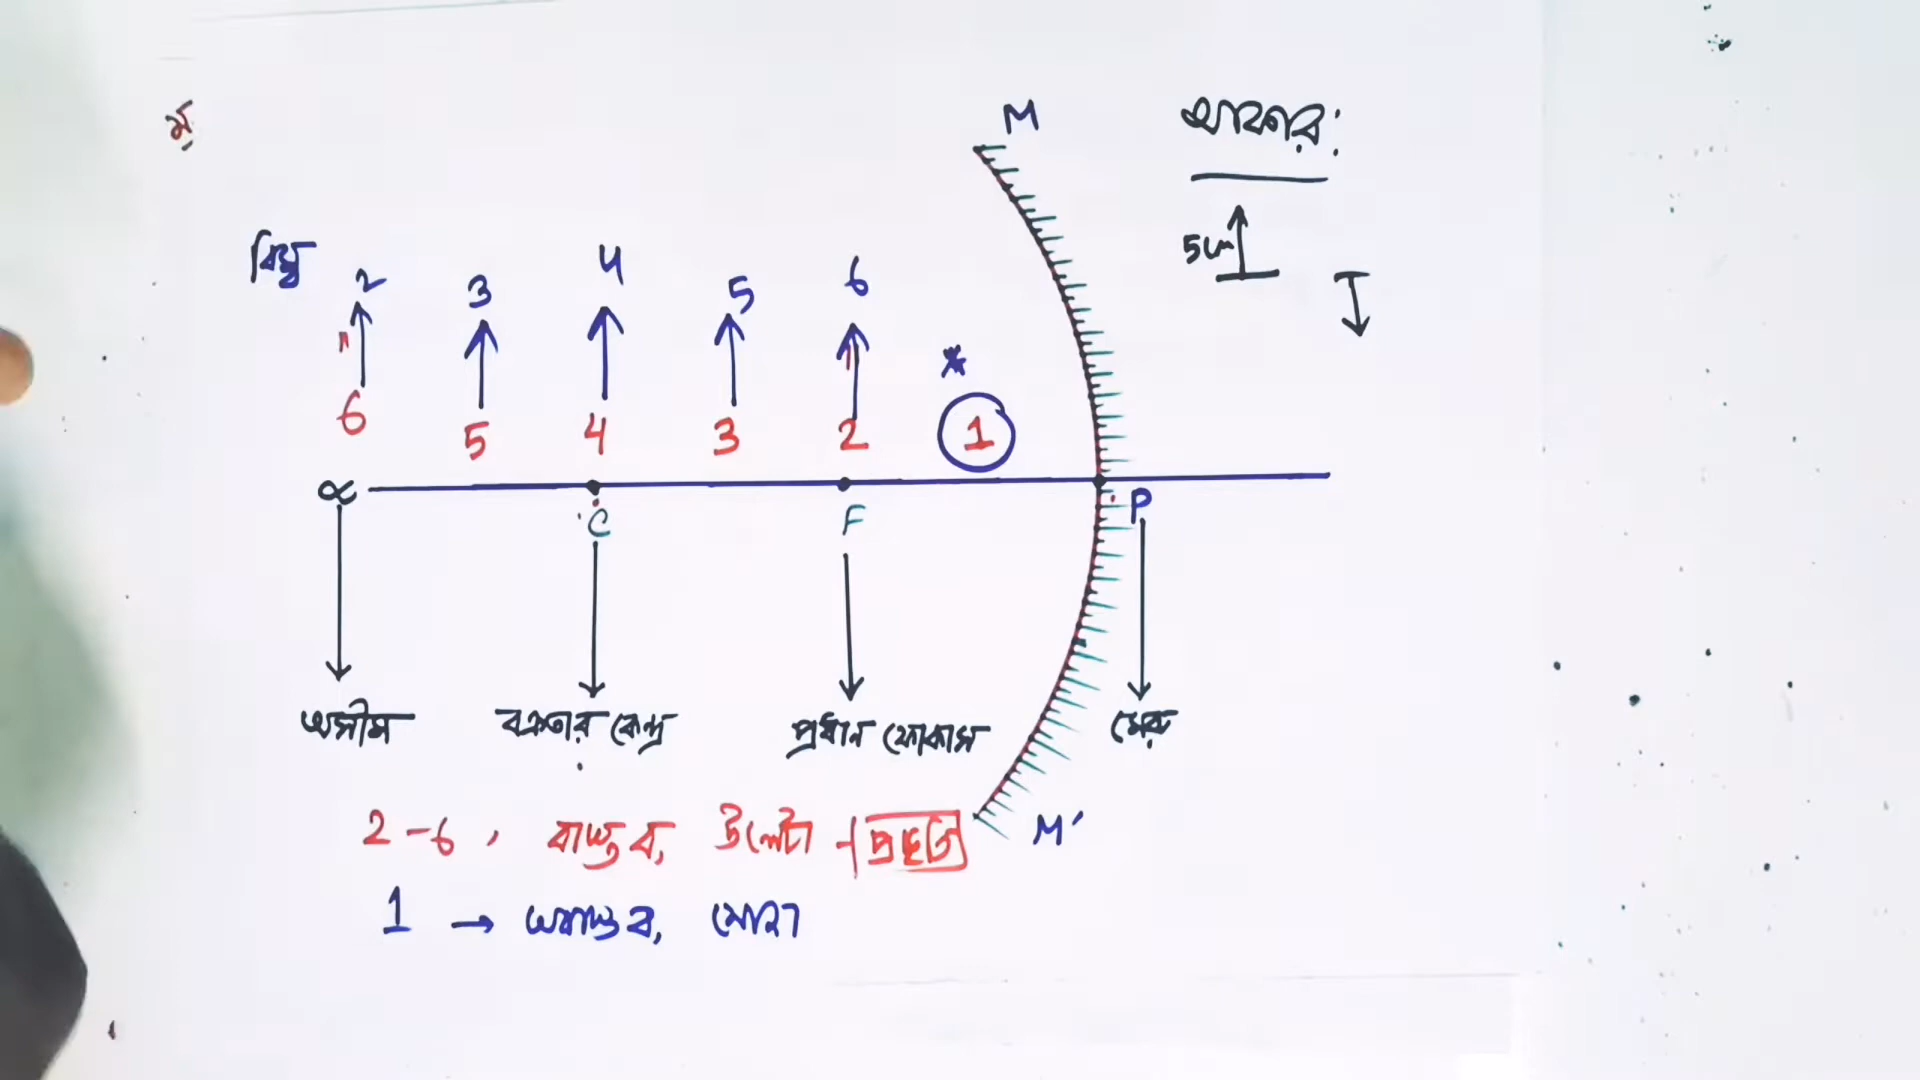 M
আকার:
5cm
বিম্ব
2 3 4 5 6
6 5 4 3 2 1
∝ C F P
অসীম বক্রতার কেন্দ্র প্রধান ফোকাস মেরু
2-6, বাস্তব, উল্টো প্রকৃতি
M'
1 → অবাস্তব, সোজা